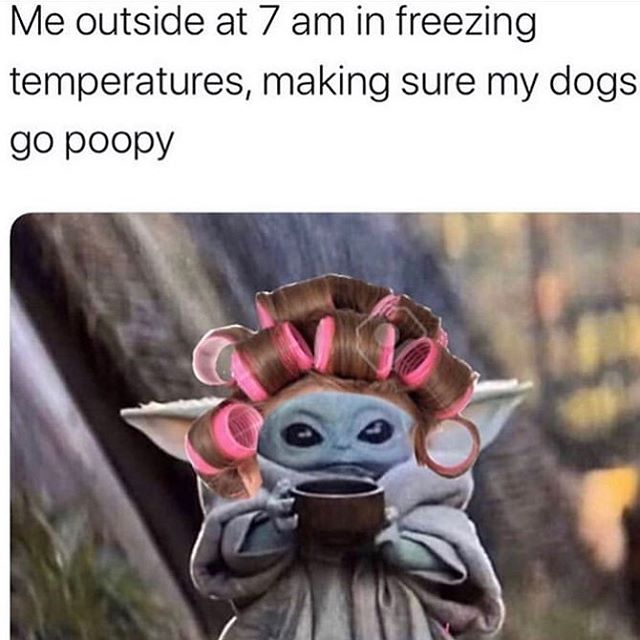 Me outside at 7 am in freezing
temperatures, making sure my dogs
go poopy